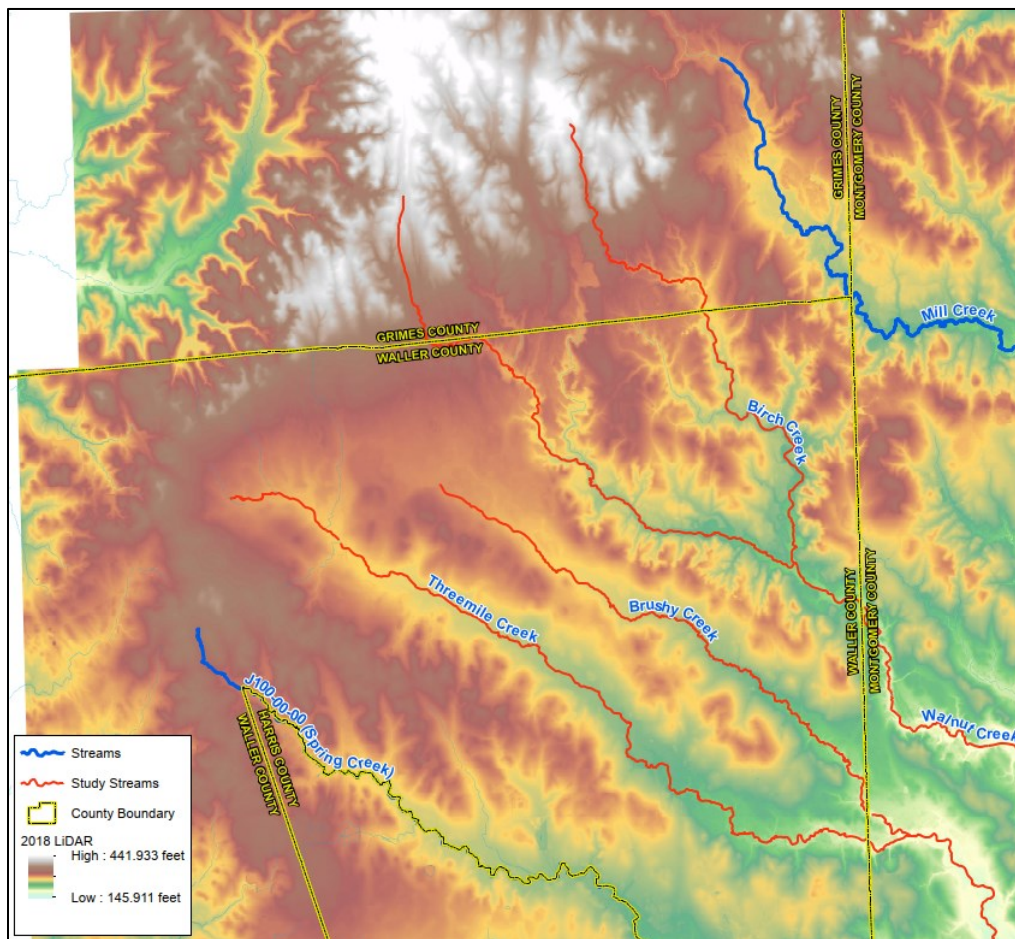 GRIMES COUNTY
MONTGOMERY COUNTY
Mill Creek
GRIMES COUNTY
WALLER COUNTY
Birch Creek
Threemile Creek
Brushy Creek
WALLER COUNTY
MONTGOMERY COUNTY
J100-00-00 (Spring Creek)
HARRIS COUNTY
WALLER COUNTY
Walnut Creek
Streams
Study Streams
County Boundary
2018 LiDAR
High : 441.933 feet
Low : 145.911 feet